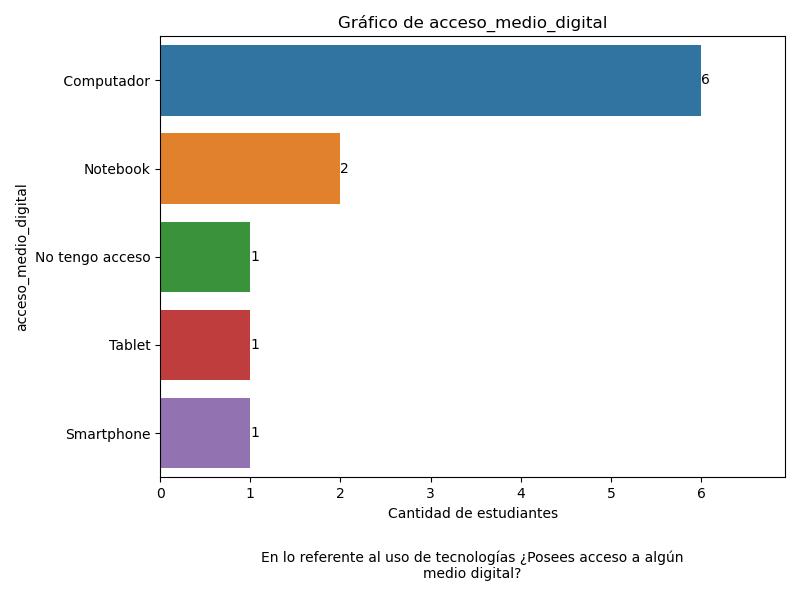 Gráfico de acceso_medio_digital
Computador
6
Notebook
2
No tengo acceso
1
Tablet
1
Smartphone
1
acceso_medio_digital
0 1 2 3 4 5 6
Cantidad de estudiantes
En lo referente al uso de tecnologías ¿Posees acceso a algún
medio digital?